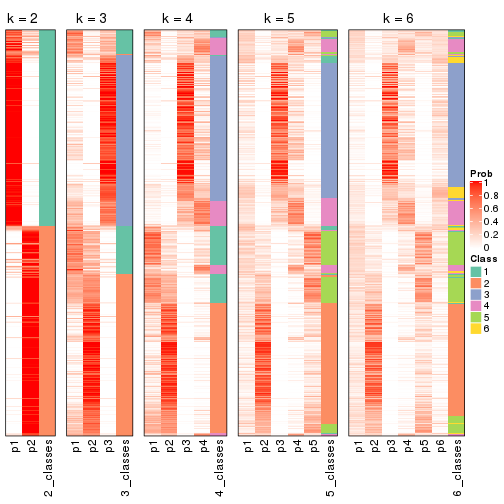 k = 2
k = 3
k = 4
k = 5
k = 6
Prob
1
0.8
0.6
0.4
0.2
0
Class
1
2
3
4
5
6
p1
p2
2_classes
p1
p2
p3
3_classes
p1
p2
p3
p4
4_classes
p1
p2
p3
p4
p5
5_classes
p1
p2
p3
p4
p5
p6
6_classes